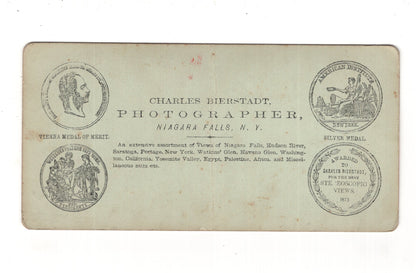 CHARLES BIERSTADT,
PHOTOGRAPHER,
NIAGARA FALLS, N. Y.
An extensive assortment of Views of Niagara Falls, Hudson River,
Saratoga, Portage, New York. Watkins' Glen, Havana Glen, Washing-
ton, California, Yosemite Valley, Egypt, Palestine, Africa, and Miscel-
laneous suits etc.
VIENNA MEDAL OF MERIT.
AMERICAN INSTITUTE
NEW YORK
SILVER MEDAL.
AWARDED
TO
CHARLES BIERSTADT,
FOR THE BEST
STEREOSCOPIC
VIEWS.